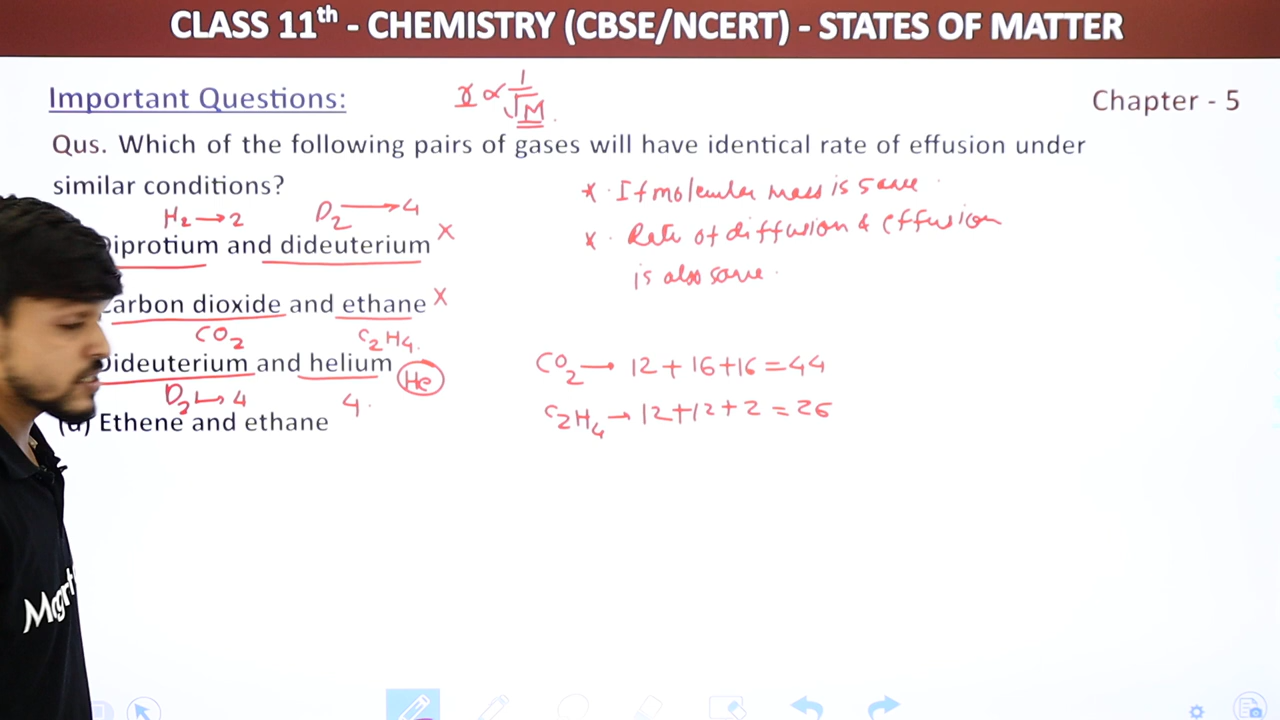 CLASS 11th - CHEMISTRY (CBSE/NCERT) - STATES OF MATTER
Important Questions:
r ∝ 1/√M
Chapter - 5
Qus. Which of the following pairs of gases will have identical rate of effusion under
similar conditions?
* If molecular mass is same
H2 → 2
D2 → 4
iprotium and dideuterium ×
* Rate of diffusion & effusion
is also same
arbon dioxide and ethane ×
CO2
C2H4
ideuterium and helium
He
D2 → 4
4
CO2 → 12 + 16 + 16 = 44
C2H4 → 12 + 12 + 2 = 26
(d) Ethene and ethane